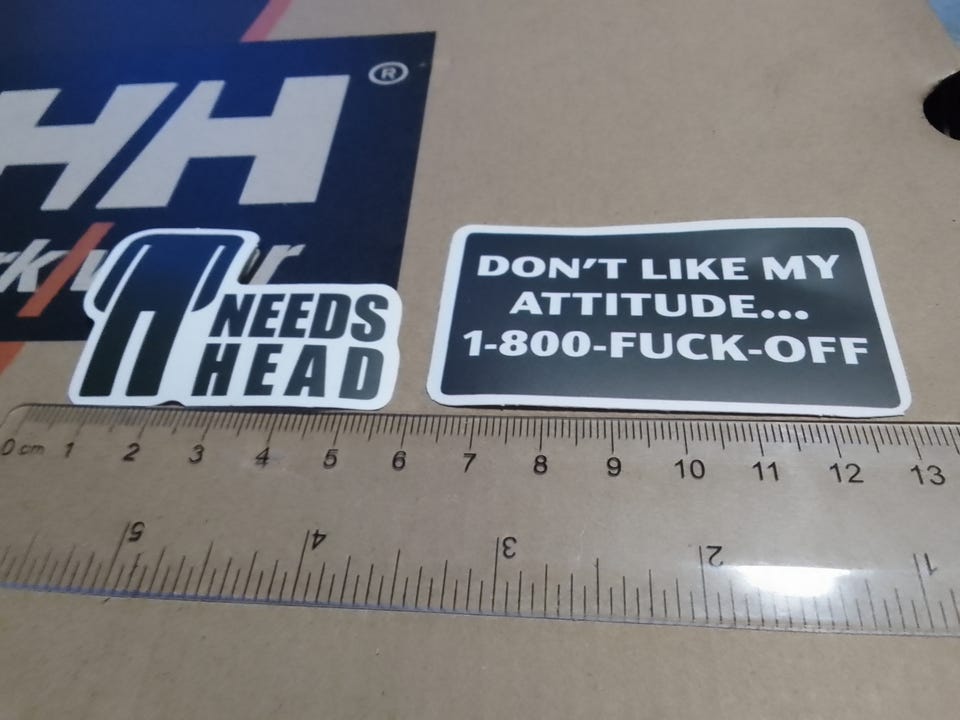 HH®
NEEDS
HEAD
DON'T LIKE MY
ATTITUDE...
1-800-FUCK-OFF
0 cm 1 2 3 4 5 6 7 8 9 10 11 12 13
5 4 3 2 1